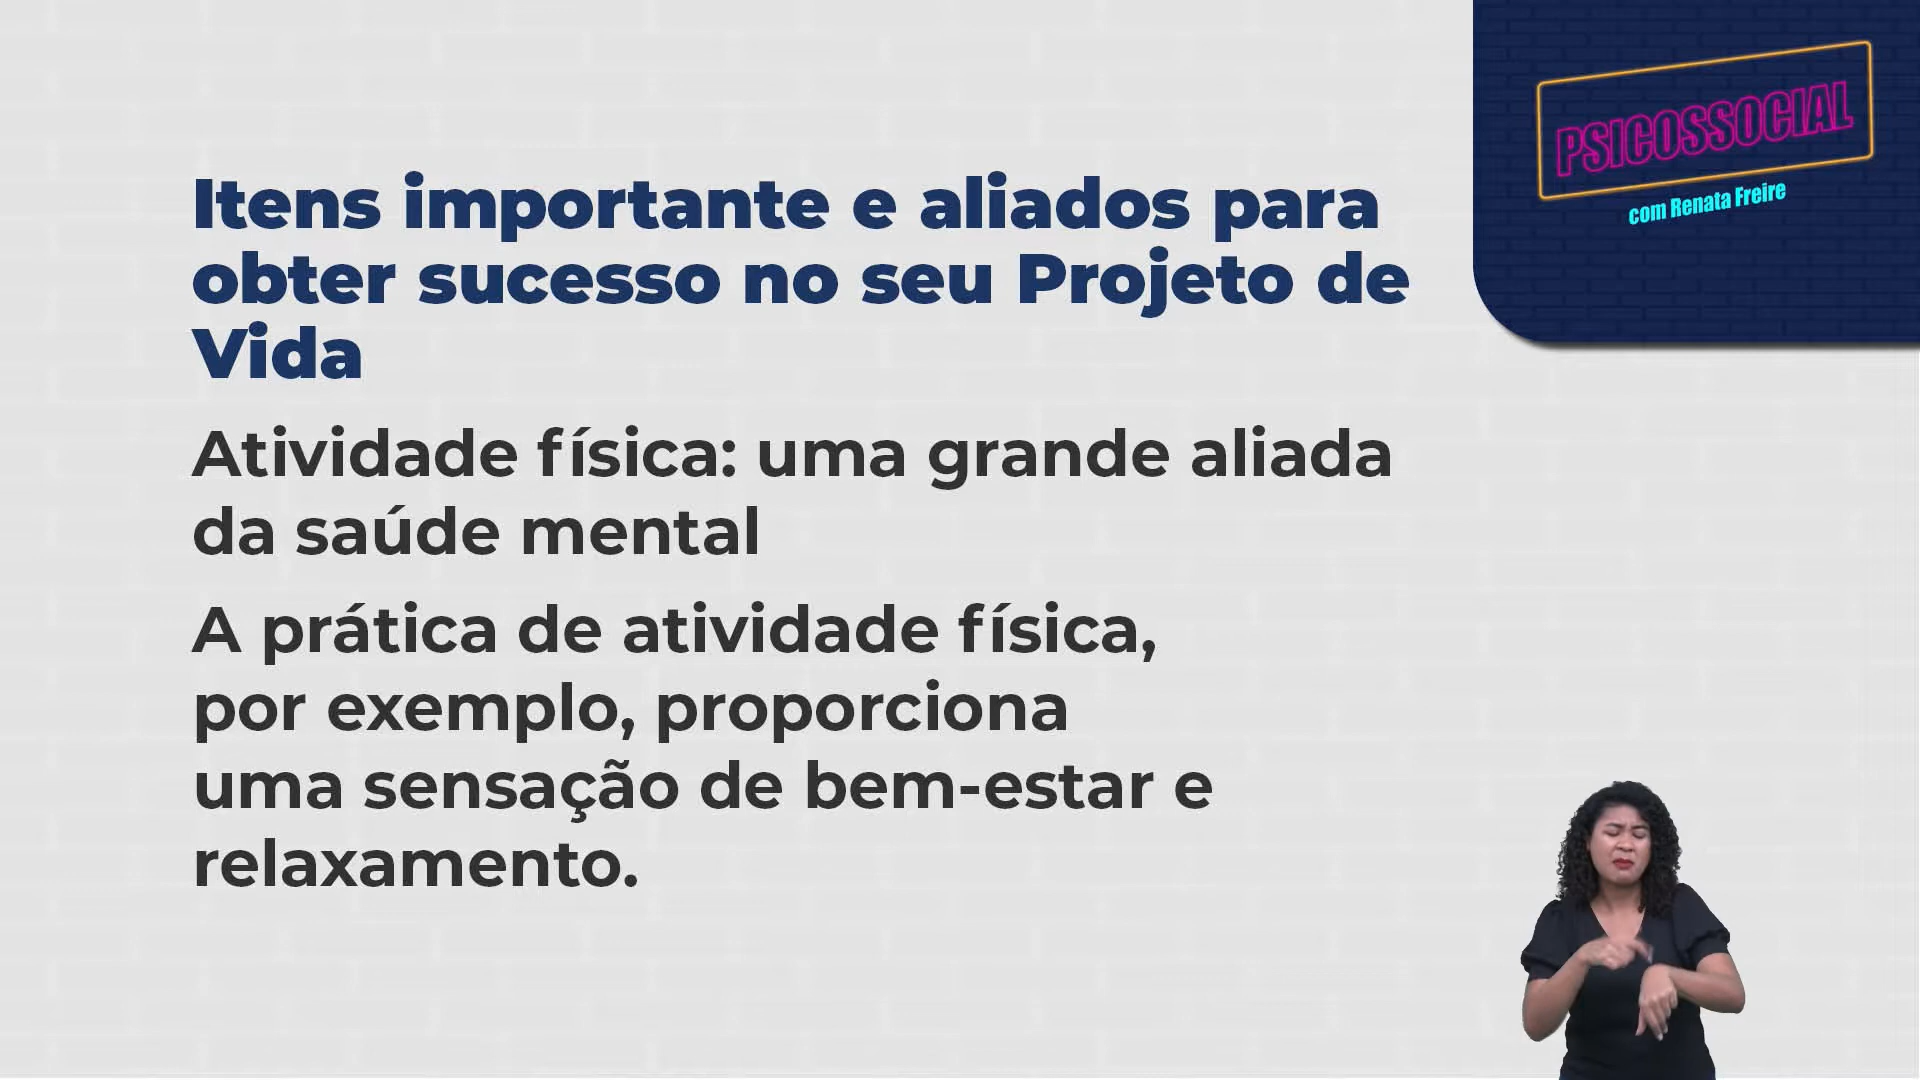 PSICOSSOCIAL
com Renata Freire
Itens importante e aliados para
obter sucesso no seu Projeto de
Vida
Atividade física: uma grande aliada
da saúde mental
A prática de atividade física,
por exemplo, proporciona
uma sensação de bem-estar e
relaxamento.